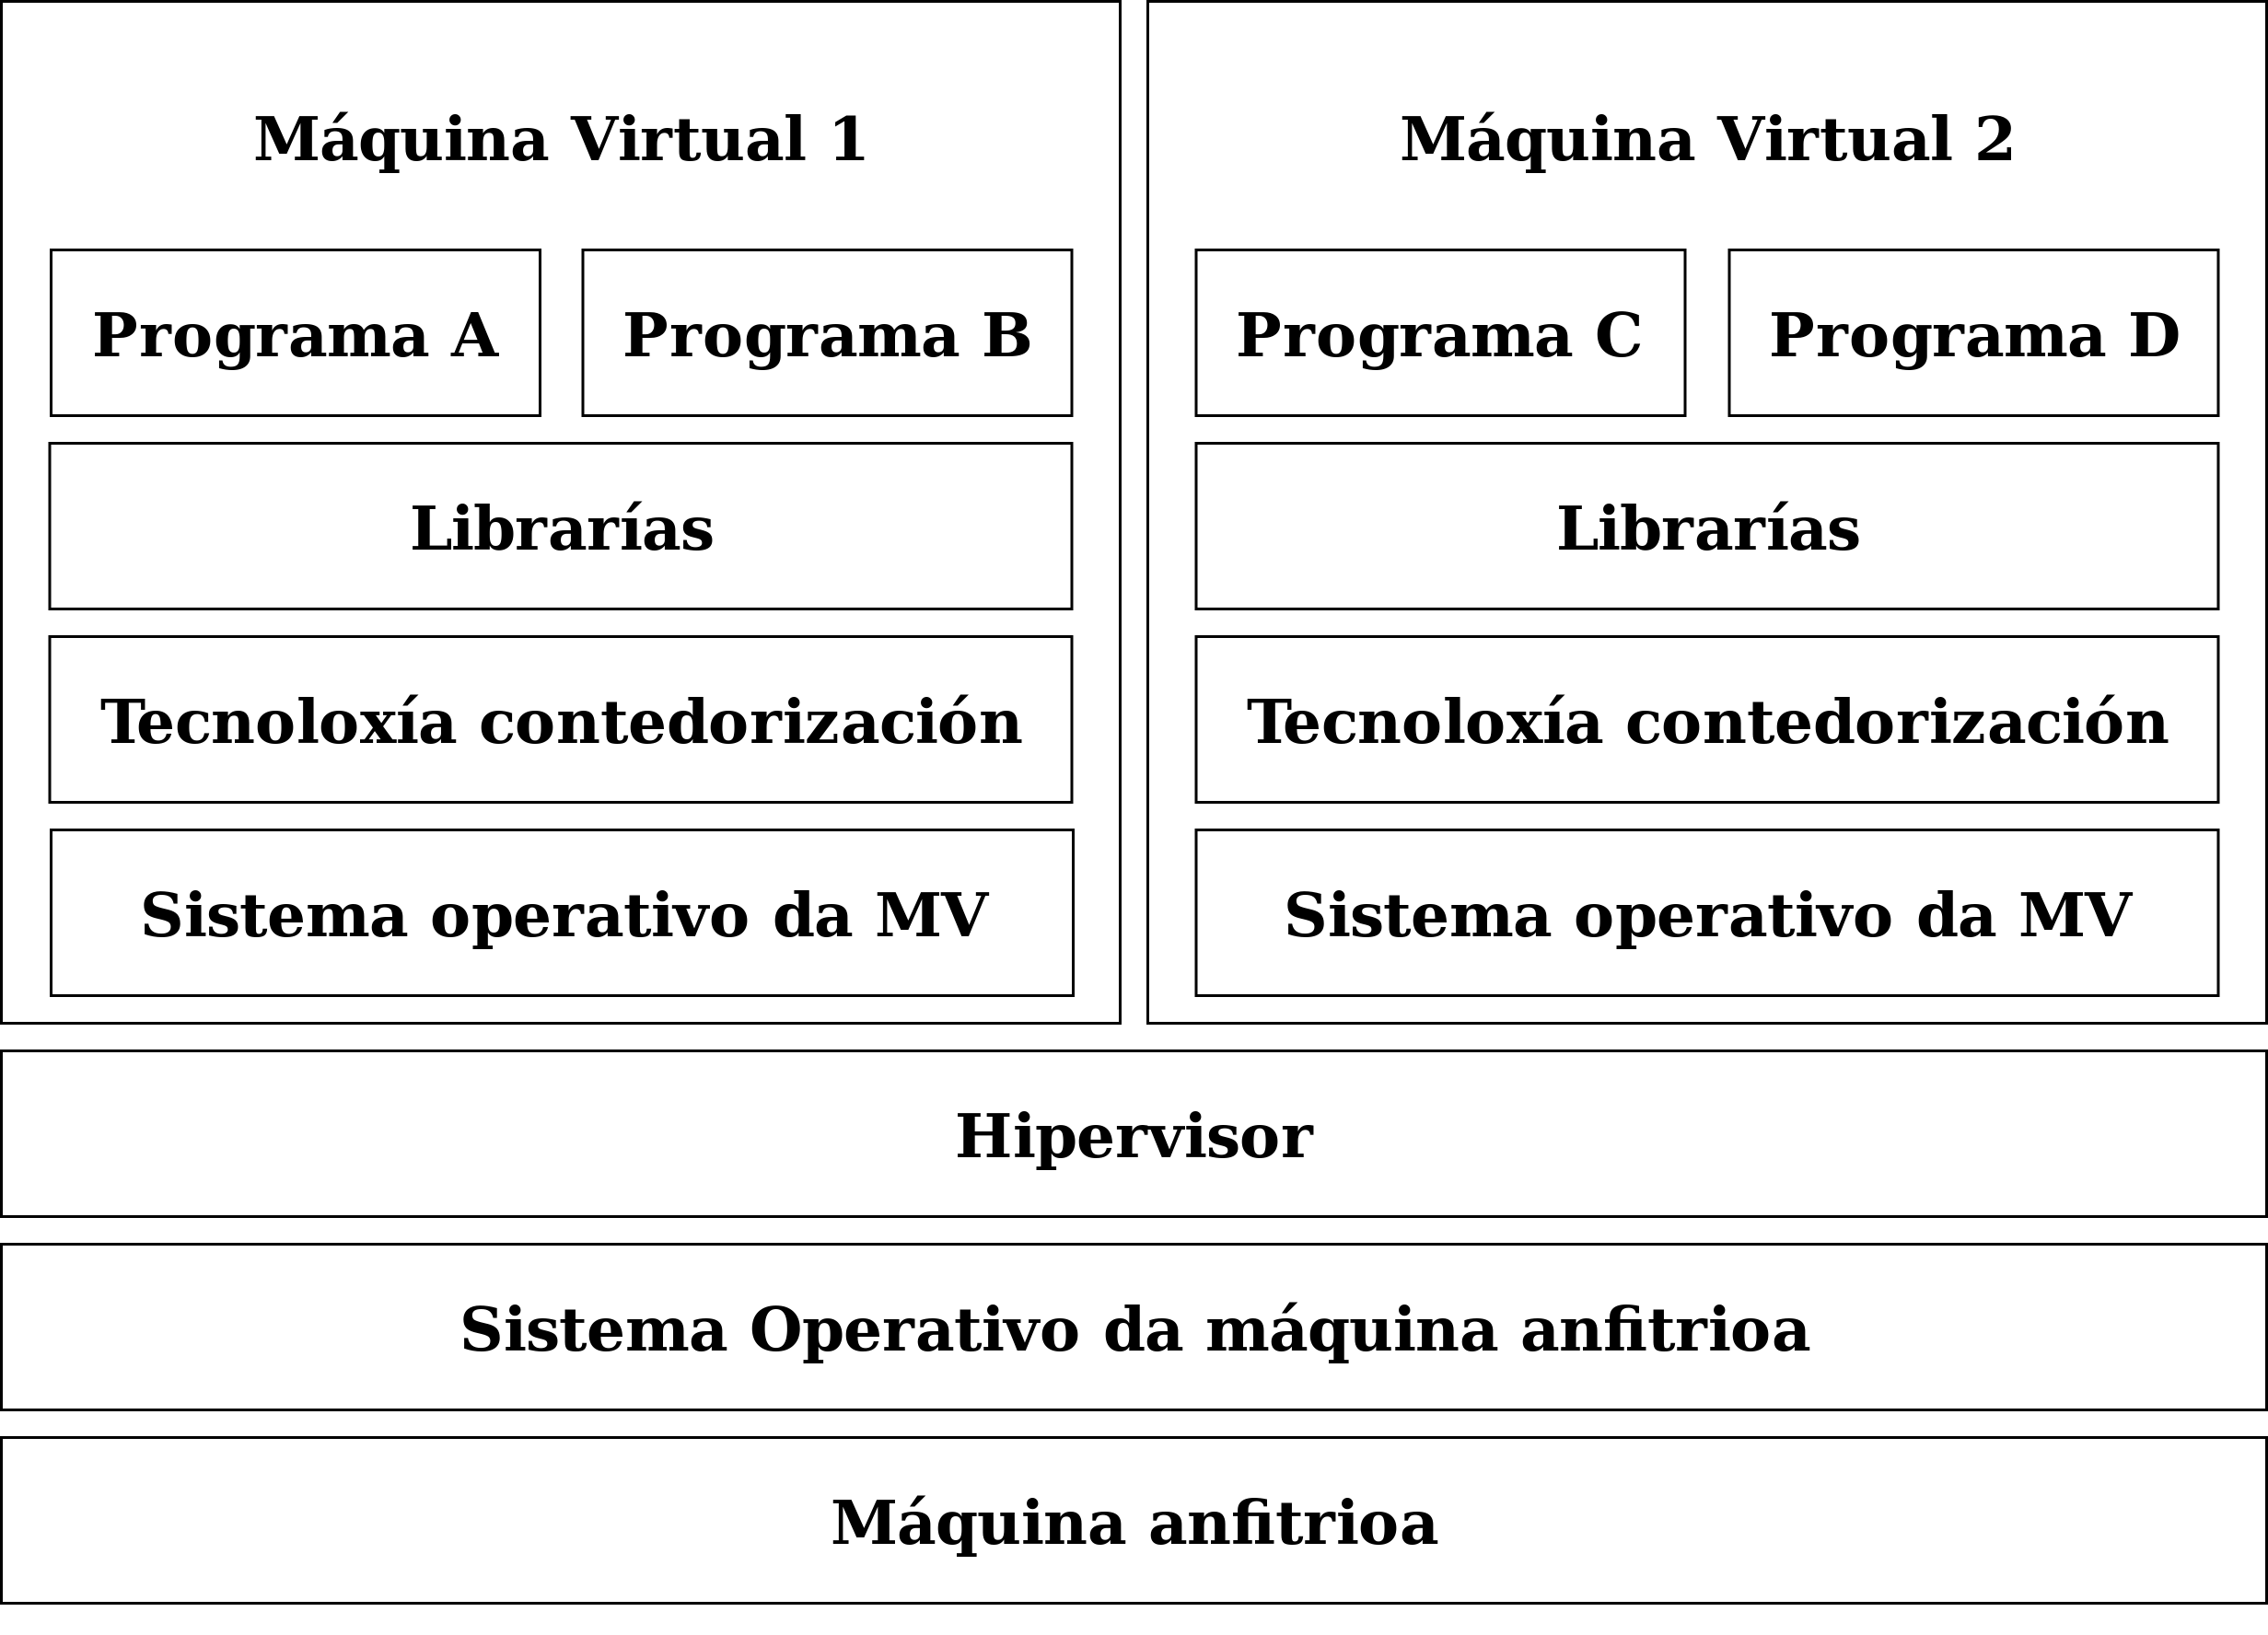 Máquina Virtual 1
Programa A
Programa B
Librarías
Tecnoloxía contedorización
Sistema operativo da MV
Máquina Virtual 2
Programa C
Programa D
Librarías
Tecnoloxía contedorización
Sistema operativo da MV
Hipervisor
Sistema Operativo da máquina anfitrioa
Máquina anfitrioa